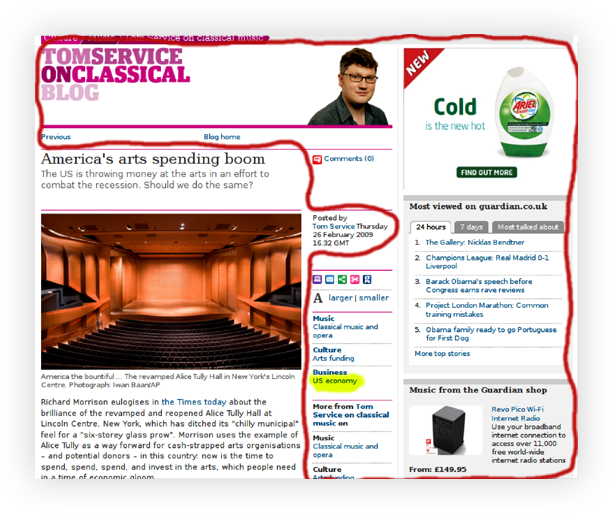 Culture Music Tom Service on classical music
TOMSERVICE
ONCLASSICAL
BLOG
Previous
Blog home
America's arts spending boom
The US is throwing money at the arts in an effort to
combat the recession. Should we do the same?
America the bountiful ... The revamped Alice Tully Hall in New York's Lincoln
Centre. Photograph: Iwan Baan/AP
Richard Morrison eulogises in the Times today about the
brilliance of the revamped and reopened Alice Tully Hall at
Lincoln Centre, New York, which has ditched its "chilly municipal"
feel for a "six-storey glass prow". Morrison uses the example
of Alice Tully as a way forward for cash-strapped arts organisations
– and potential donors – in this country: now is the time to
spend, spend, spend, and invest in the arts, which people need
in a time of economic gloom.
Comments (0)
Posted by
Tom Service Thursday
26 February 2009
16.32 GMT
A larger | smaller
Music
Classical music and
opera
Culture
Arts funding
Business
US economy
More from Tom
Service on classical
music on
Music
Classical music and
opera
Culture
Arts funding
NEW
Cold
is the new hot
ARIEL
FIND OUT MORE
Most viewed on guardian.co.uk
24 hours
7 days
Most talked about
1. The Gallery: Nicklas Bendtner
2. Champions League: Real Madrid 0-1
Liverpool
3. Barack Obama's speech before
Congress earns rave reviews
4. Project London Marathon: Common
training mistakes
5. Obama family ready to go Portuguese
for First Dog
More top stories
Music from the Guardian shop
Revo Pico Wi-Fi
Internet Radio
Use your broadband
internet connection to
access over 11,000
free world-wide
internet radio stations
From: £149.95